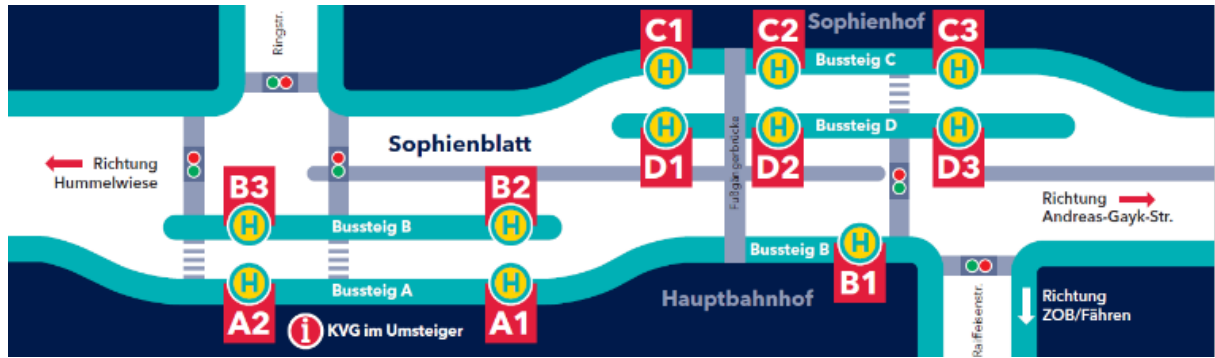 Ringstr.
C1
C2
Sophienhof
C3
H
H
H
Bussteig C
H
H
H
Bussteig D
D1
D2
D3
Fußgängerbrücke
Sophienblatt
Richtung
Hummelwiese
B3
B2
H
H
Bussteig B
Richtung
Andreas-Gayk-Str.
Bussteig B
H
B1
H
H
Bussteig A
A2
A1
i
KVG im Umsteiger
Hauptbahnhof
Raiffeisenstr.
Richtung
ZOB/Fähren